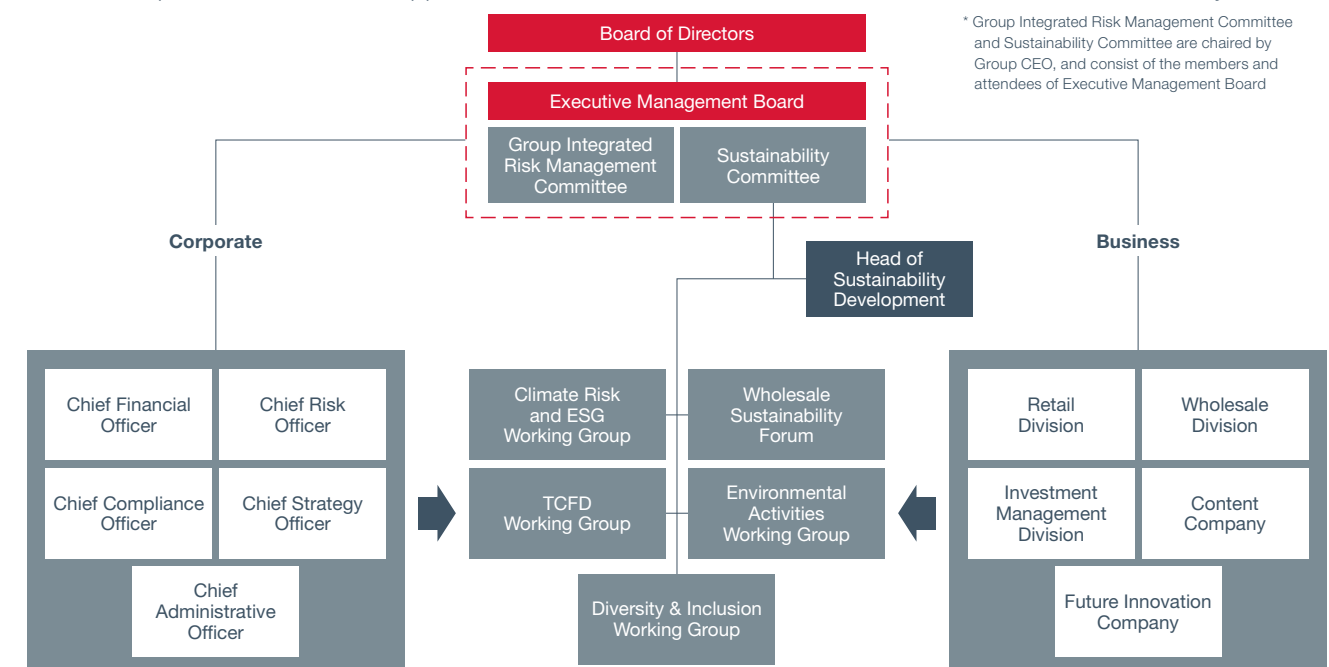 Board of Directors
* Group Integrated Risk Management Committee
and Sustainability Committee are chaired by
Group CEO, and consist of the members and
attendees of Executive Management Board
Executive Management Board
Group Integrated
Risk Management
Committee
Sustainability
Committee
Corporate
Business
Head of
Sustainability
Development
Chief Financial
Officer
Chief Risk
Officer
Chief Compliance
Officer
Chief Strategy
Officer
Chief
Administrative
Officer
Climate Risk
and ESG
Working Group
Wholesale
Sustainability
Forum
TCFD
Working Group
Environmental
Activities
Working Group
Diversity & Inclusion
Working Group
Retail
Division
Wholesale
Division
Investment
Management
Division
Content
Company
Future Innovation
Company